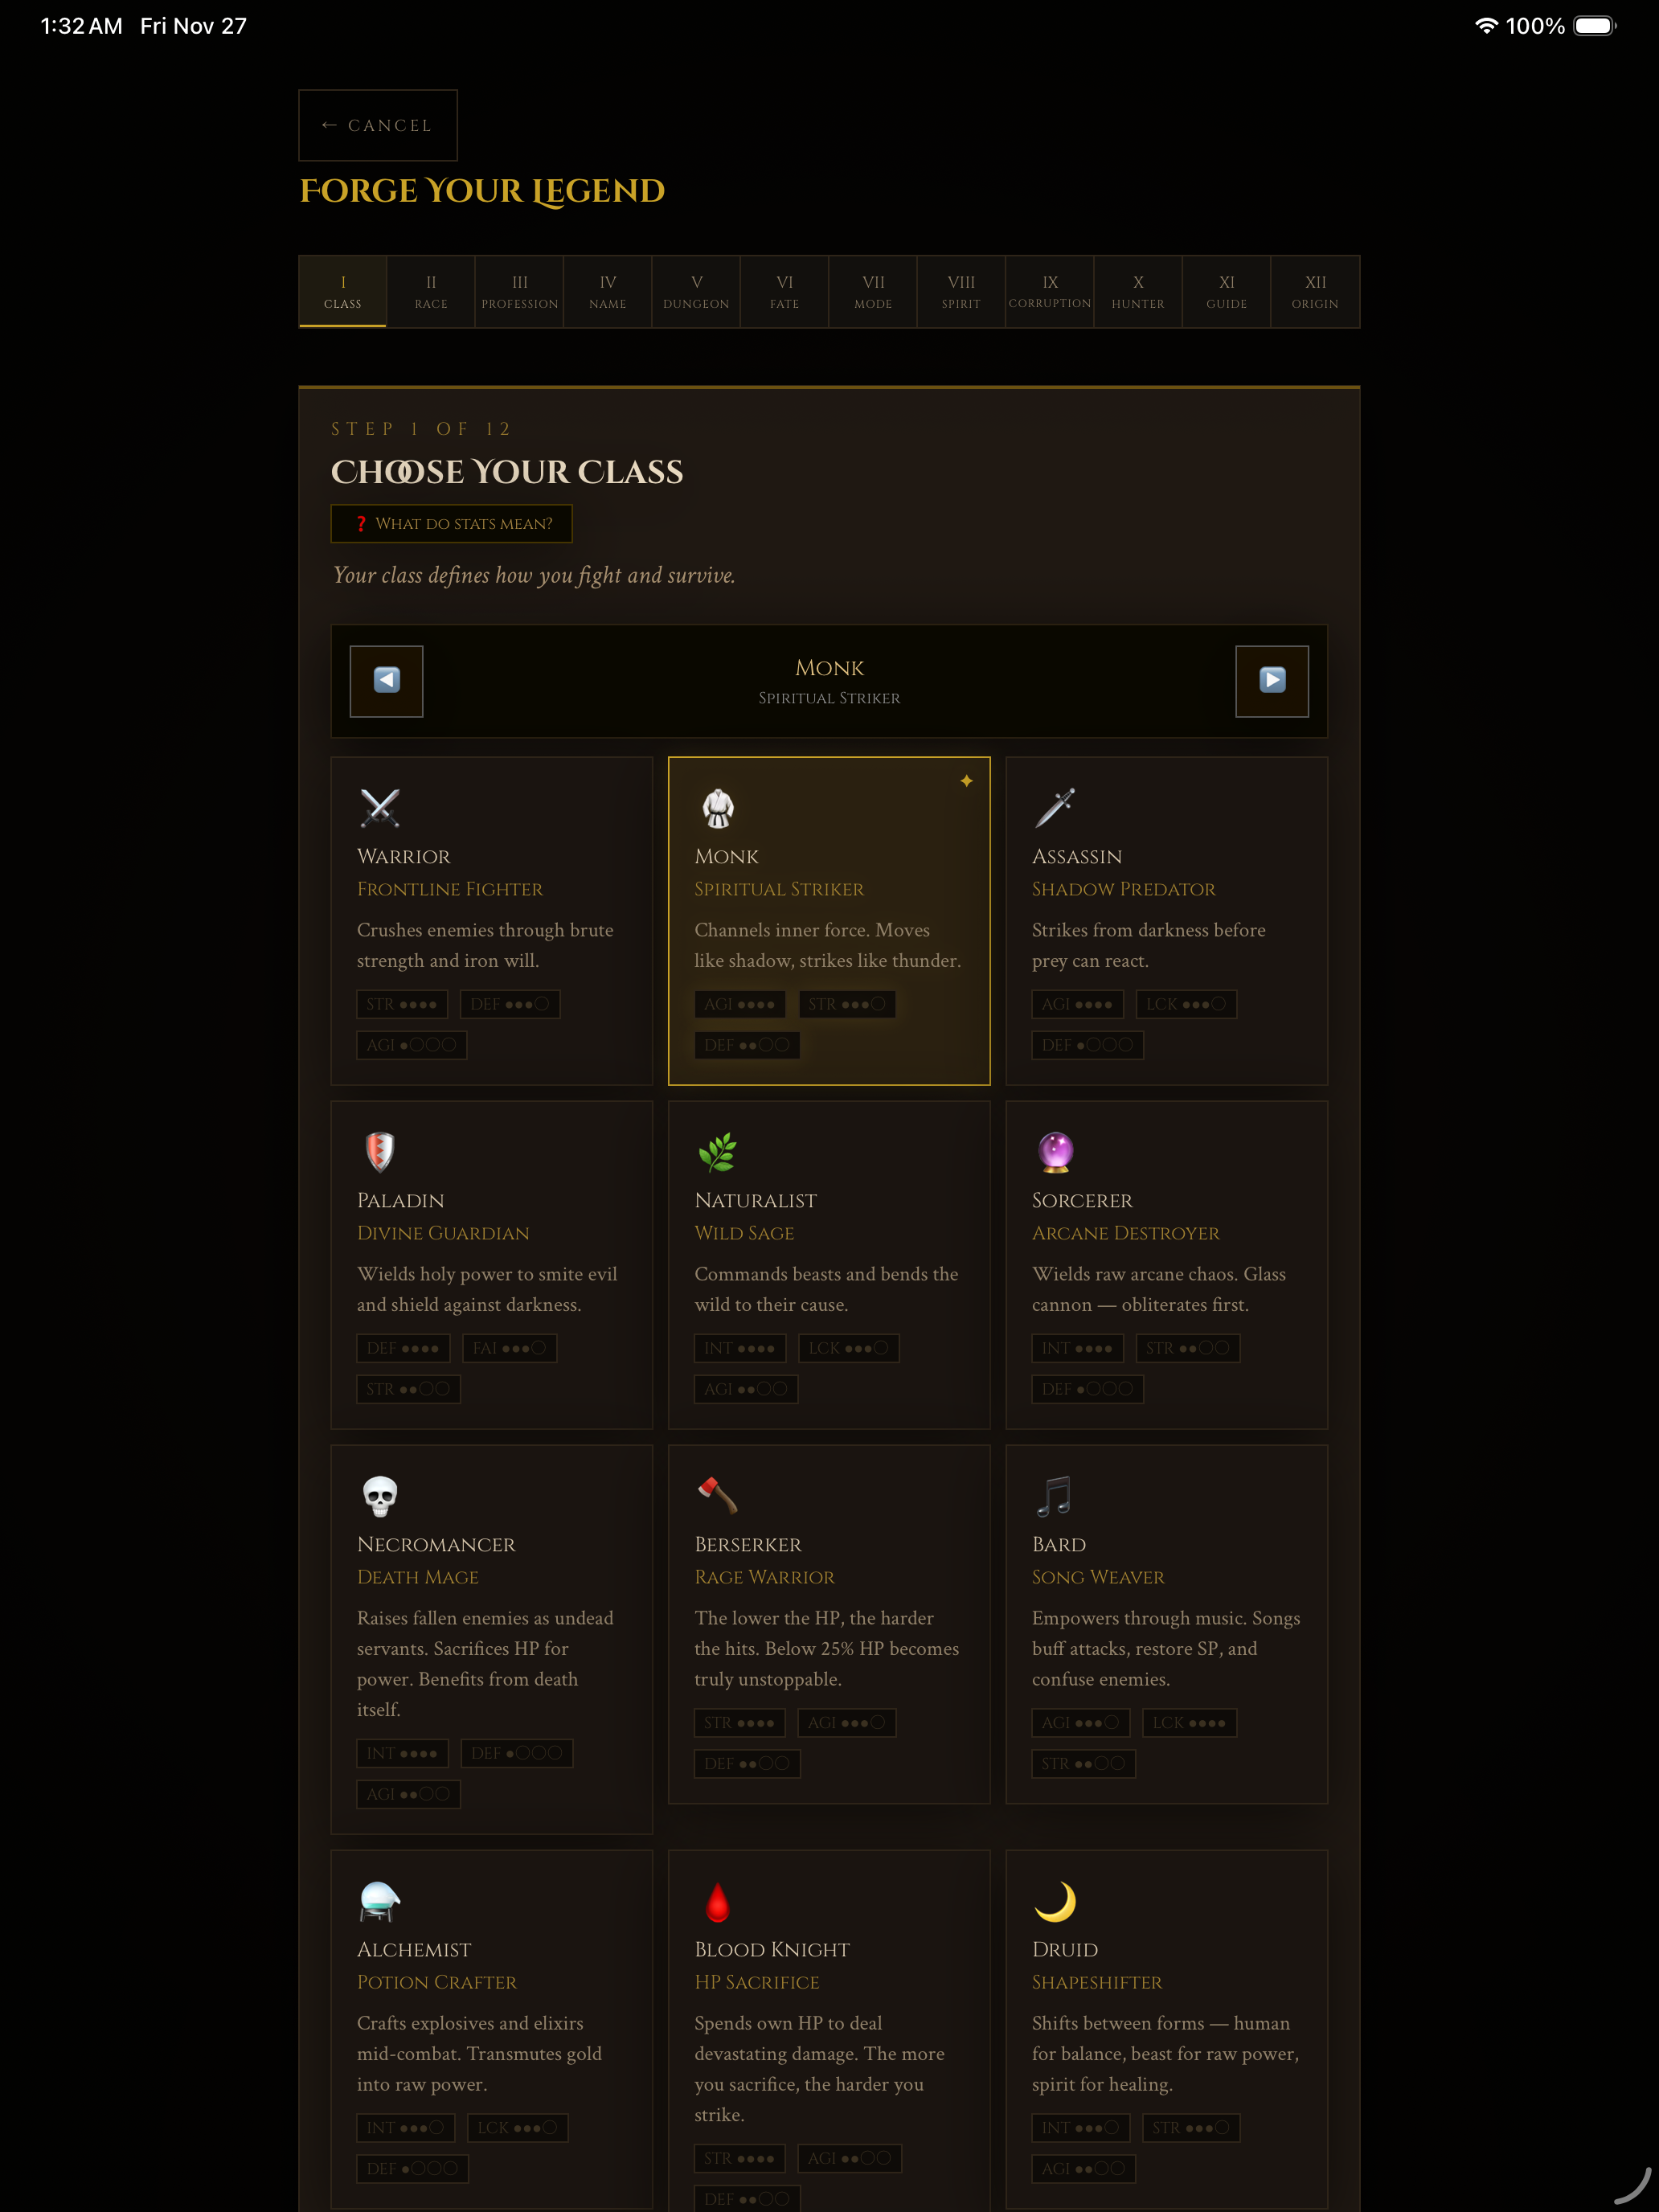 1:32 AM Fri Nov 27
100%
← CANCEL
FORGE YOUR LEGEND
I
CLASS
II
RACE
III
PROFESSION
IV
NAME
V
DUNGEON
VI
FATE
VII
MODE
VIII
SPIRIT
IX
CORRUPTION
X
HUNTER
XI
GUIDE
XII
ORIGIN
STEP 1 OF 12
CHOOSE YOUR CLASS
❓ WHAT DO STATS MEAN?
Your class defines how you fight and survive.
MONK
SPIRITUAL STRIKER
WARRIOR
FRONTLINE FIGHTER
Crushes enemies through brute
strength and iron will.
STR ●●●● DEF ●●●○
AGI ●○○○
MONK
SPIRITUAL STRIKER
Channels inner force. Moves
like shadow, strikes like thunder.
AGI ●●●● STR ●●●○
DEF ●●○○
ASSASSIN
SHADOW PREDATOR
Strikes from darkness before
prey can react.
AGI ●●●● LCK ●●●○
DEF ●○○○
PALADIN
DIVINE GUARDIAN
Wields holy power to smite evil
and shield against darkness.
DEF ●●●● FAI ●●●○
STR ●●○○
NATURALIST
WILD SAGE
Commands beasts and bends the
wild to their cause.
INT ●●●● LCK ●●●○
AGI ●●○○
SORCERER
ARCANE DESTROYER
Wields raw arcane chaos. Glass
cannon — obliterates first.
INT ●●●● STR ●●○○
DEF ●○○○
NECROMANCER
DEATH MAGE
Raises fallen enemies as undead
servants. Sacrifices HP for
power. Benefits from death
itself.
INT ●●●● DEF ●○○○
AGI ●●○○
BERSERKER
RAGE WARRIOR
The lower the HP, the harder
the hits. Below 25% HP becomes
truly unstoppable.
STR ●●●● AGI ●●●○
DEF ●●○○
BARD
SONG WEAVER
Empowers through music. Songs
buff attacks, restore SP, and
confuse enemies.
AGI ●●●○ LCK ●●●●
STR ●●○○
ALCHEMIST
POTION CRAFTER
Crafts explosives and elixirs
mid-combat. Transmutes gold
into raw power.
INT ●●●○ LCK ●●●○
DEF ●○○○
BLOOD KNIGHT
HP SACRIFICE
Spends own HP to deal
devastating damage. The more
you sacrifice, the harder you
strike.
STR ●●●● AGI ●●○○
DEF ●●○○
DRUID
SHAPESHIFTER
Shifts between forms — human
for balance, beast for raw power,
spirit for healing.
INT ●●●○ STR ●●●○
AGI ●●○○